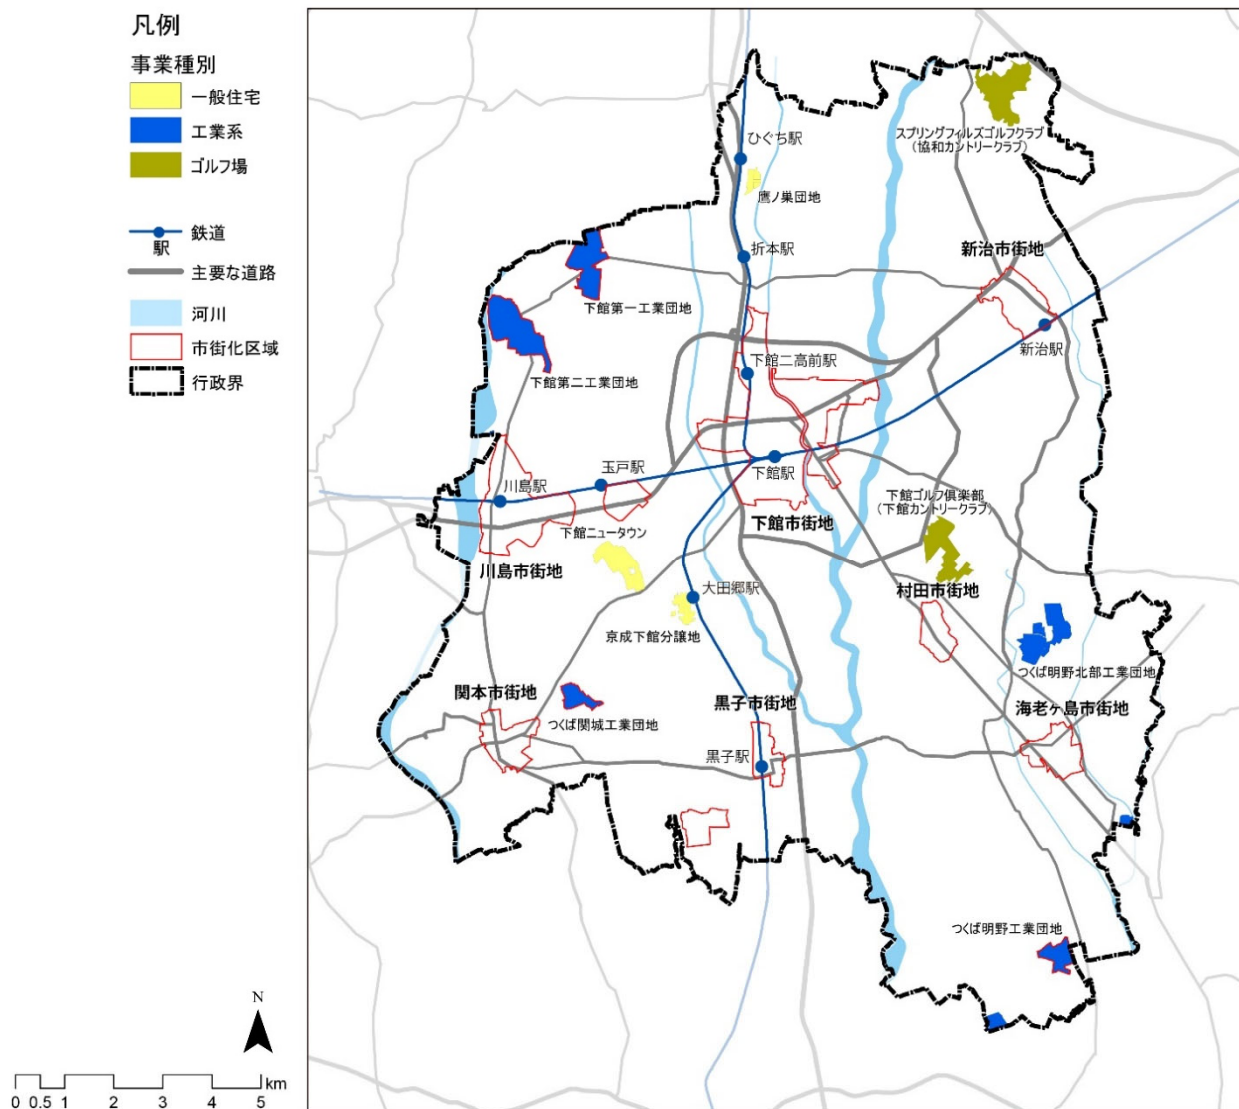 凡例
事業種別
一般住宅
工業系
ゴルフ場
鉄道
駅
主要な道路
河川
市街化区域
行政界
N
km
0 0.5 1 2 3 4 5
スプリングフィルズゴルフクラブ
（協和カントリークラブ）
ひぐち駅
鷹ノ巣団地
折本駅
新治市街地
下館第一工業団地
新治駅
下館第二工業団地
下館二高前駅
下館駅
玉戸駅
川島駅
下館ゴルフ倶楽部
（下館カントリークラブ）
下館ニュータウン
下館市街地
川島市街地
大田郷駅
村田市街地
京成下館分譲地
つくば明野北部工業団地
関本市街地
黒子市街地
つくば関城工業団地
海老ヶ島市街地
黒子駅
つくば明野工業団地